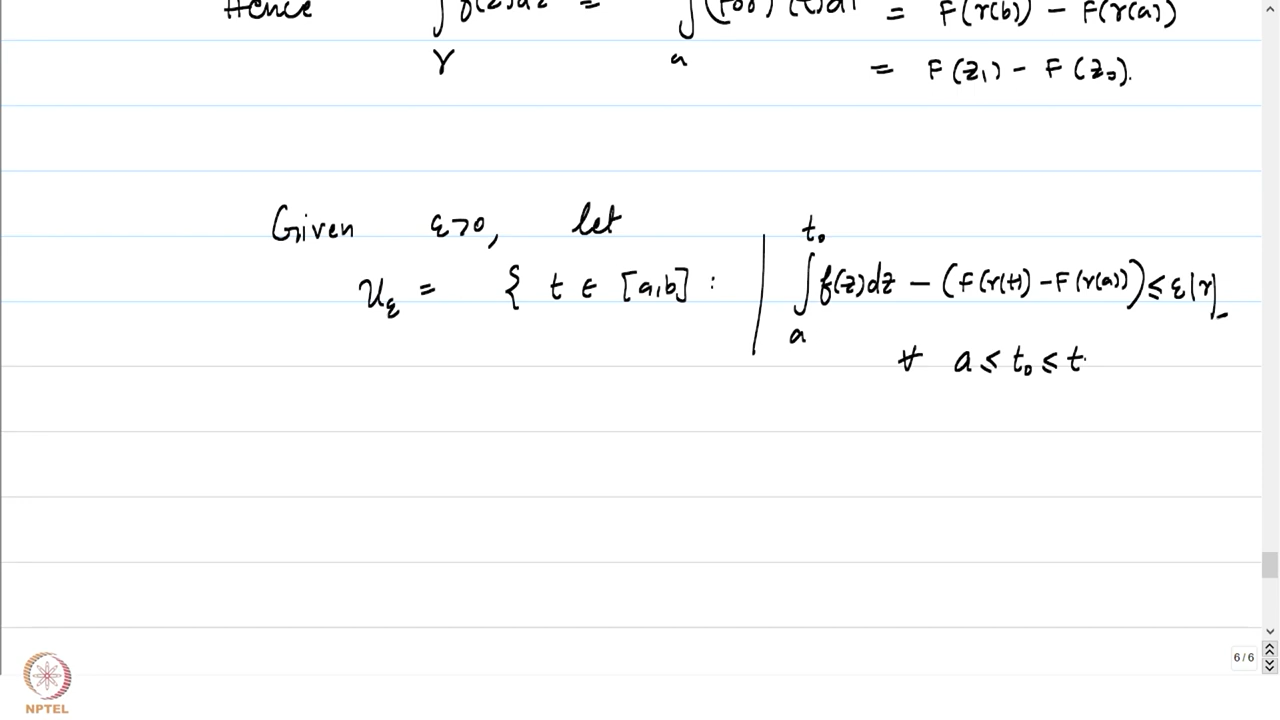 Hence ∫_γ f(z)dz = ∫_a (F∘γ)'(t)dt = F(γ(b)) - F(γ(a))
= F(z₁) - F(z₀).
Given ε>0, let
𝒰_ε = { t ∈ [a,b] : | ∫_a^{t₀} f(z)dz - (F(γ(t)) - F(γ(a))) ≤ ε|γ|_
∀ a ≤ t₀ ≤ t
6/6
NPTEL